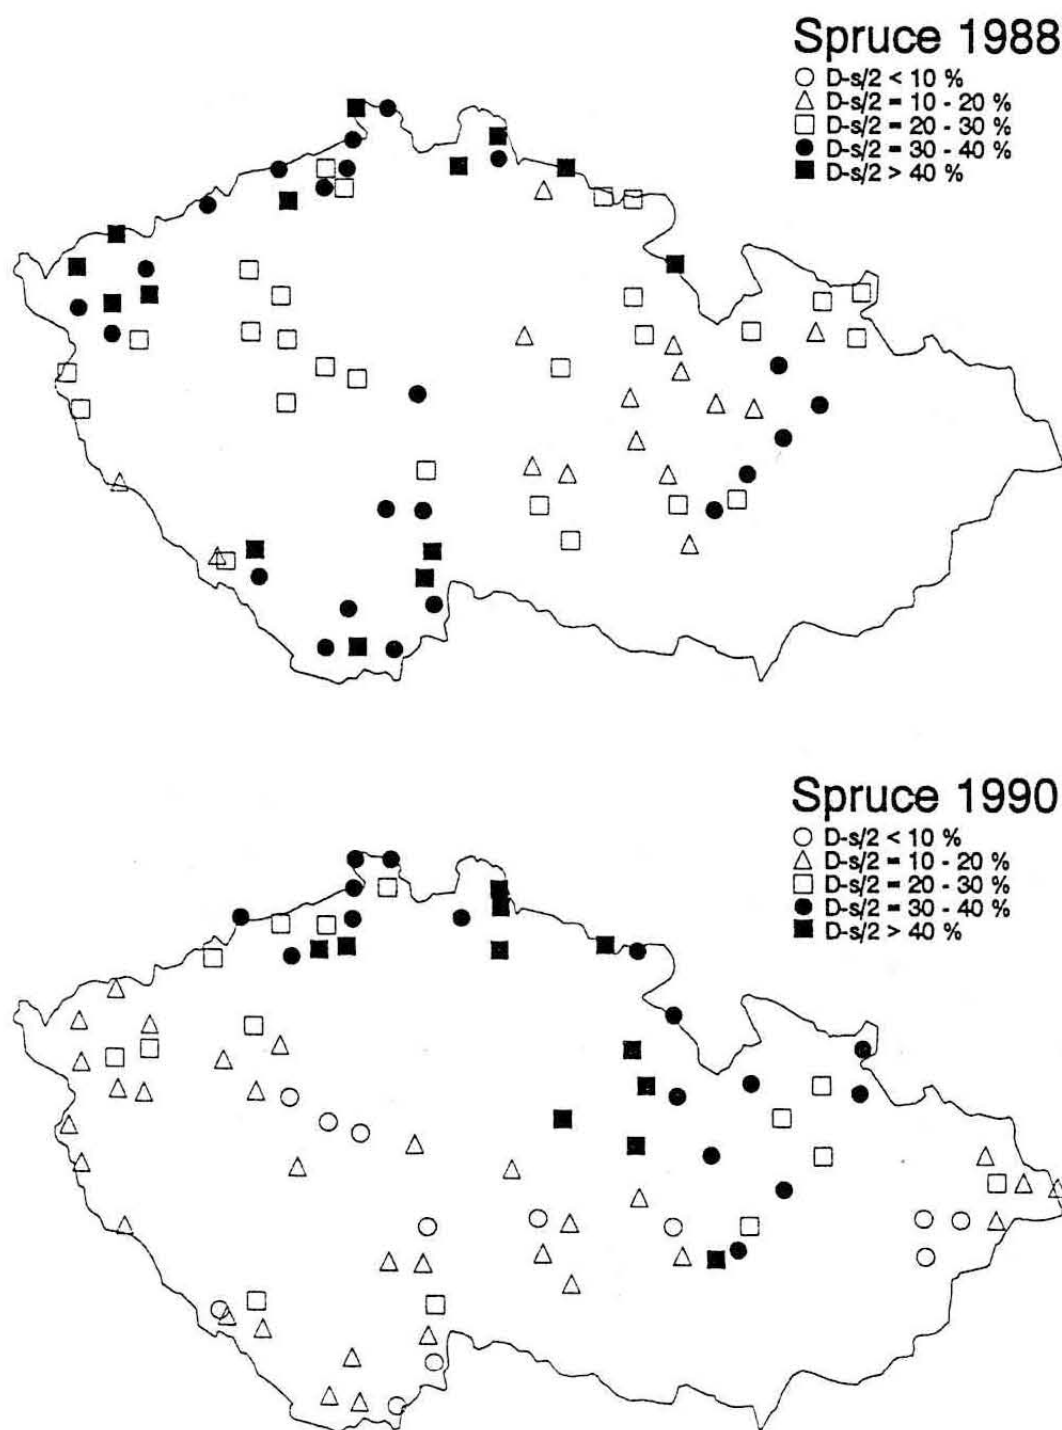 Spruce 1988
D-s/2 < 10 %
D-s/2 = 10 - 20 %
D-s/2 = 20 - 30 %
D-s/2 = 30 - 40 %
D-s/2 > 40 %
Spruce 1990
D-s/2 < 10 %
D-s/2 = 10 - 20 %
D-s/2 = 20 - 30 %
D-s/2 = 30 - 40 %
D-s/2 > 40 %